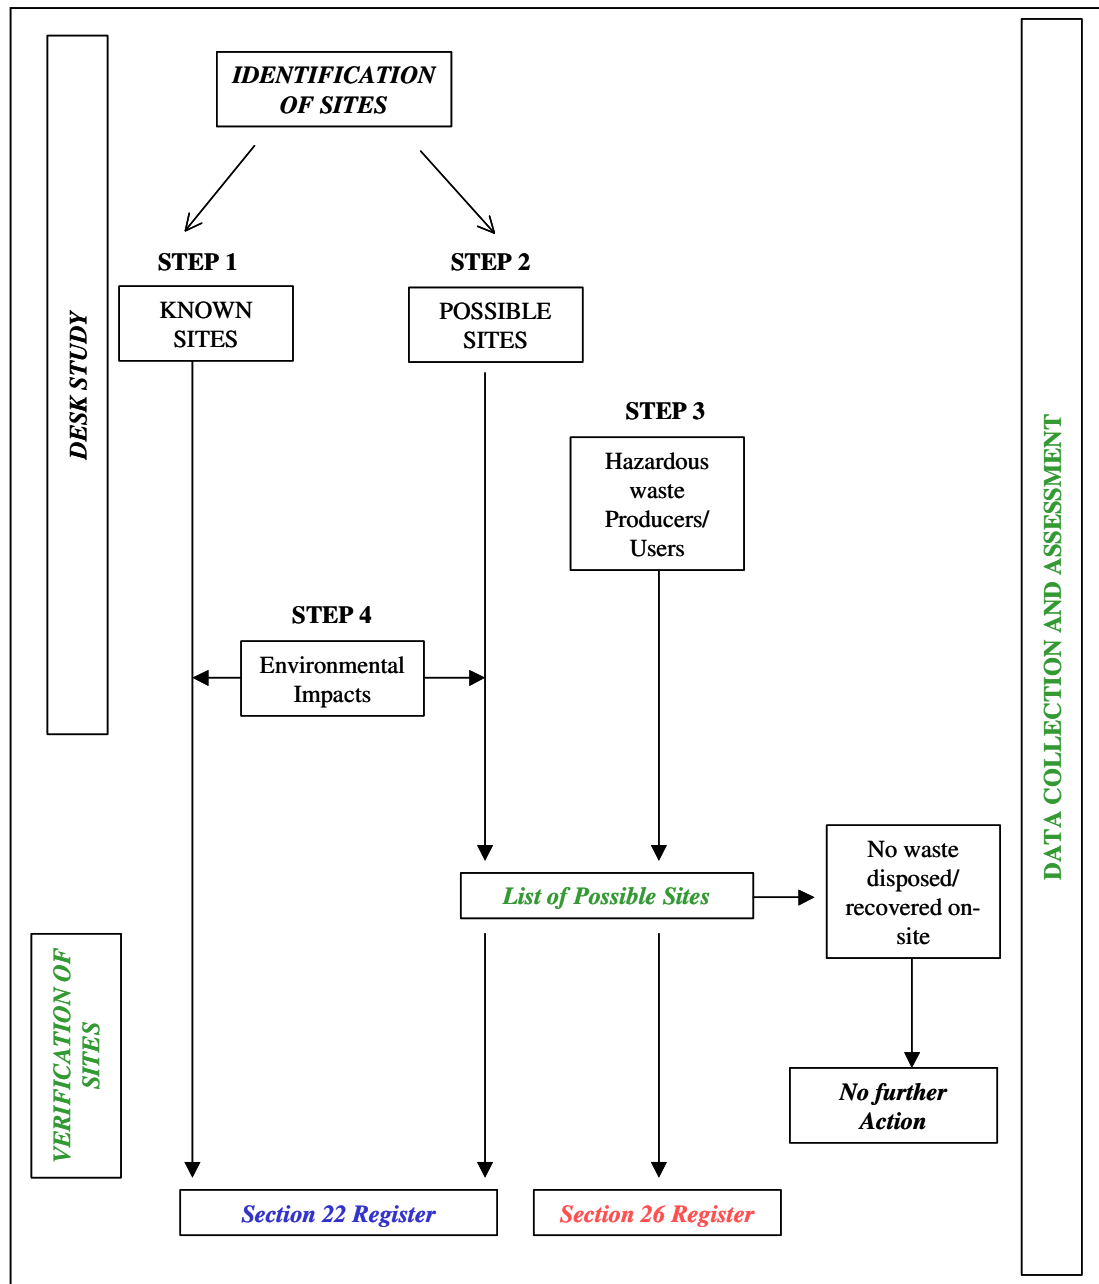 IDENTIFICATION
OF SITES
STEP 1
STEP 2
KNOWN
SITES
POSSIBLE
SITES
DESK STUDY
STEP 3
Hazardous
waste
Producers/
Users
STEP 4
Environmental
Impacts
DATA COLLECTION AND ASSESSMENT
List of Possible Sites
No waste
disposed/
recovered on-
site
VERIFICATION OF
SITES
No further
Action
Section 22 Register
Section 26 Register